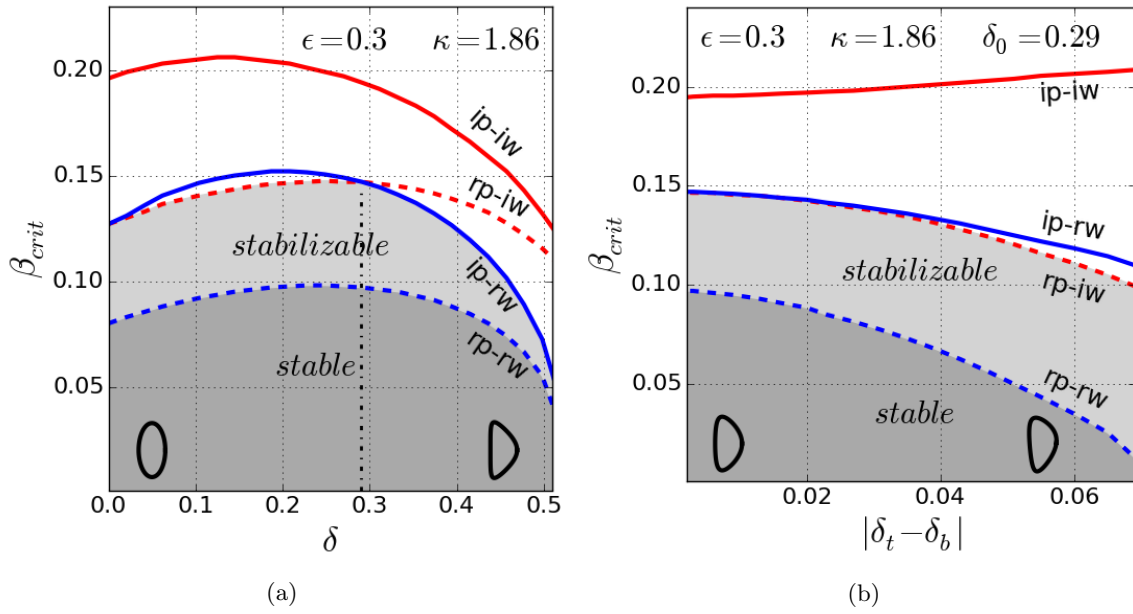 ϵ=0.3 κ=1.86
0.20
0.15
0.10
0.05
β_crit
ip-iw
rp-iw
stabilizable
ip-rw
rp-rw
stable
0.0 0.1 0.2 0.3 0.4 0.5
δ
(a)
ϵ=0.3 κ=1.86 δ_0=0.29
0.20
0.15
0.10
0.05
β_crit
ip-iw
ip-rw
stabilizable
rp-iw
rp-rw
stable
0.02 0.04 0.06
|δ_t−δ_b|
(b)